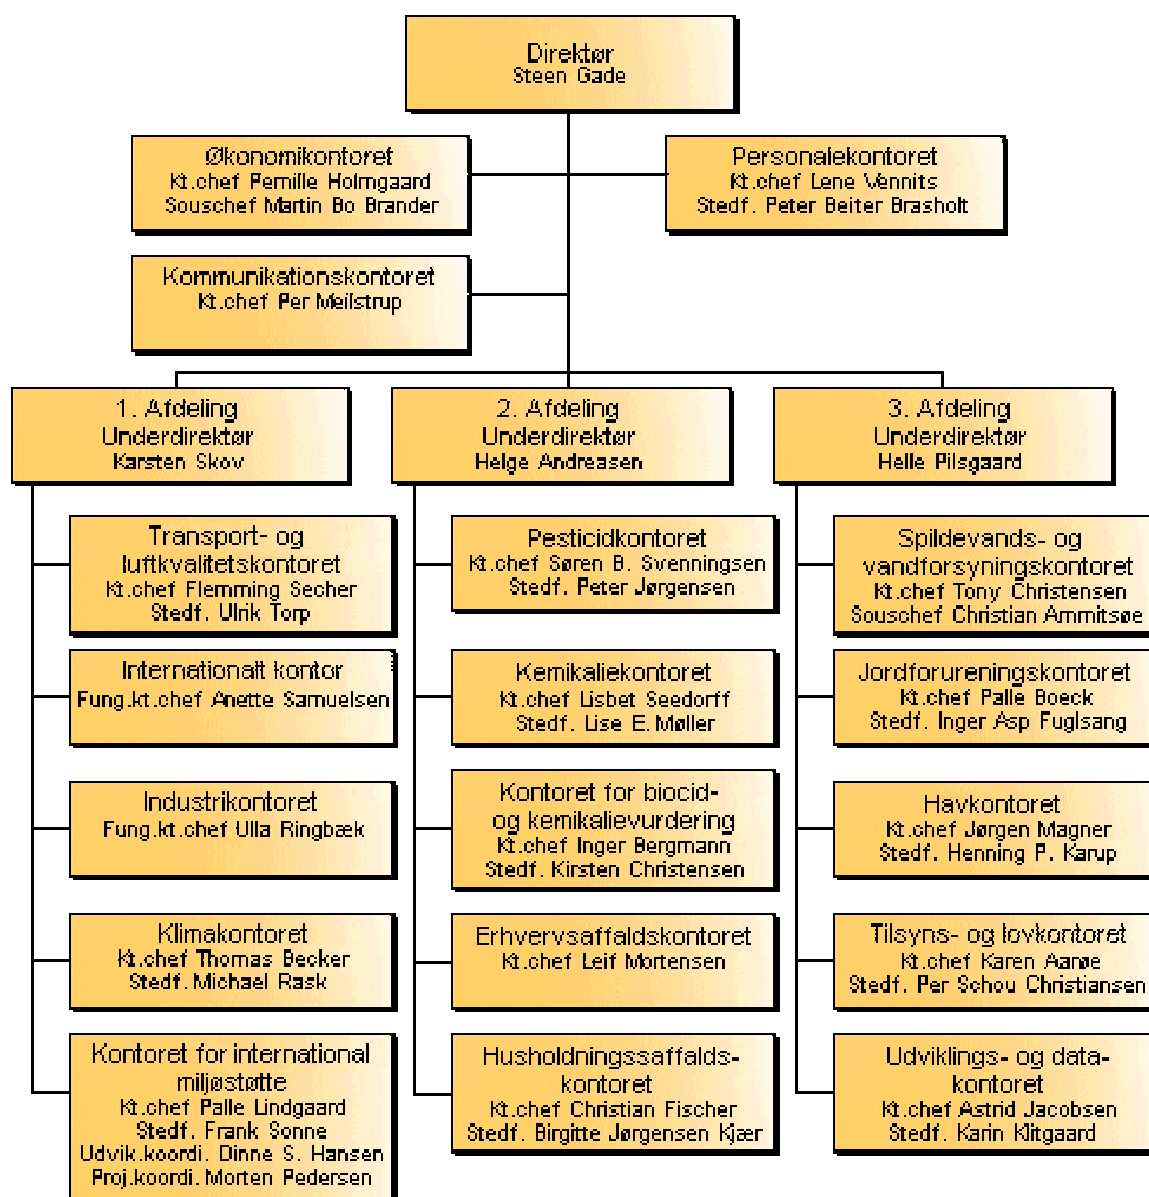 Direktør
Steen Gade
Økonomikontoret
Kt.chef Pernille Holmgaard
Souschef Martin Bo Brander
Personalekontoret
Kt.chef Lene Vennits
Stedf. Peter Beiter Brasholt
Kommunikationskontoret
Kt.chef Per Meilstrup
1. Afdeling
Underdirektør
Karsten Skov
2. Afdeling
Underdirektør
Helge Andreasen
3. Afdeling
Underdirektør
Helle Pilsgaard
Transport- og
luftkvalitetskontoret
Kt.chef Flemming Secher
Stedf. Ulrik Torp
Internationalt kontor
Fung.kt.chef Anette Samuelsen
Industrikontoret
Fung.kt.chef Ulla Ringbæk
Klimakontoret
Kt.chef Thomas Becker
Stedf. Michael Rask
Kontoret for international
miljøstøtte
Kt.chef Palle Lindgaard
Stedf. Frank Sonne
Udvik.koordi. Dinne S. Hansen
Proj.koordi. Morten Pedersen
Pesticidkontoret
Kt.chef Søren B. Svenningsen
Stedf. Peter Jørgensen
Kemikaliekontoret
Kt.chef Lisbet Seedorff
Stedf. Lise E. Møller
Kontoret for biocid-
og kemikalievurdering
Kt.chef Inger Bergmann
Stedf. Kirsten Christensen
Erhvervsaffaldskontoret
Kt.chef Leif Mortensen
Husholdningssaffalds-
kontoret
Kt.chef Christian Fischer
Stedf. Birgitte Jørgensen Kjær
Spildevands- og
vandforsyningskontoret
Kt.chef Tony Christensen
Souschef Christian Ammitsøe
Jordforureningskontoret
Kt.chef Palle Boeck
Stedf. Inger Asp Fuglsang
Havkontoret
Kt.chef Jørgen Magner
Stedf. Henning P. Karup
Tilsyns- og lovkontoret
Kt.chef Karen Aarøe
Stedf. Per Schou Christiansen
Udviklings- og data-
kontoret
Kt.chef Astrid Jacobsen
Stedf. Karin Klitgaard